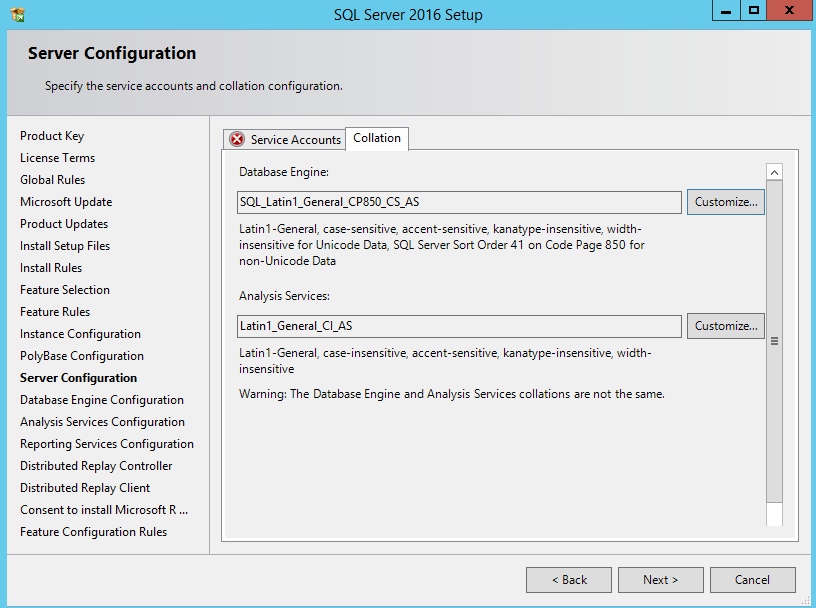 SQL Server 2016 Setup
Server Configuration
Specify the service accounts and collation configuration.
Product Key
License Terms
Global Rules
Microsoft Update
Product Updates
Install Setup Files
Install Rules
Feature Selection
Feature Rules
Instance Configuration
PolyBase Configuration
Server Configuration
Database Engine Configuration
Analysis Services Configuration
Reporting Services Configuration
Distributed Replay Controller
Distributed Replay Client
Consent to install Microsoft R ...
Feature Configuration Rules
Service Accounts Collation
Database Engine:
SQL_Latin1_General_CP850_CS_AS Customize...
Latin1-General, case-sensitive, accent-sensitive, kanatype-insensitive, width-
insensitive for Unicode Data, SQL Server Sort Order 41 on Code Page 850 for
non-Unicode Data
Analysis Services:
Latin1_General_CI_AS Customize...
Latin1-General, case-insensitive, accent-sensitive, kanatype-insensitive, width-
insensitive
Warning: The Database Engine and Analysis Services collations are not the same.
< Back Next > Cancel